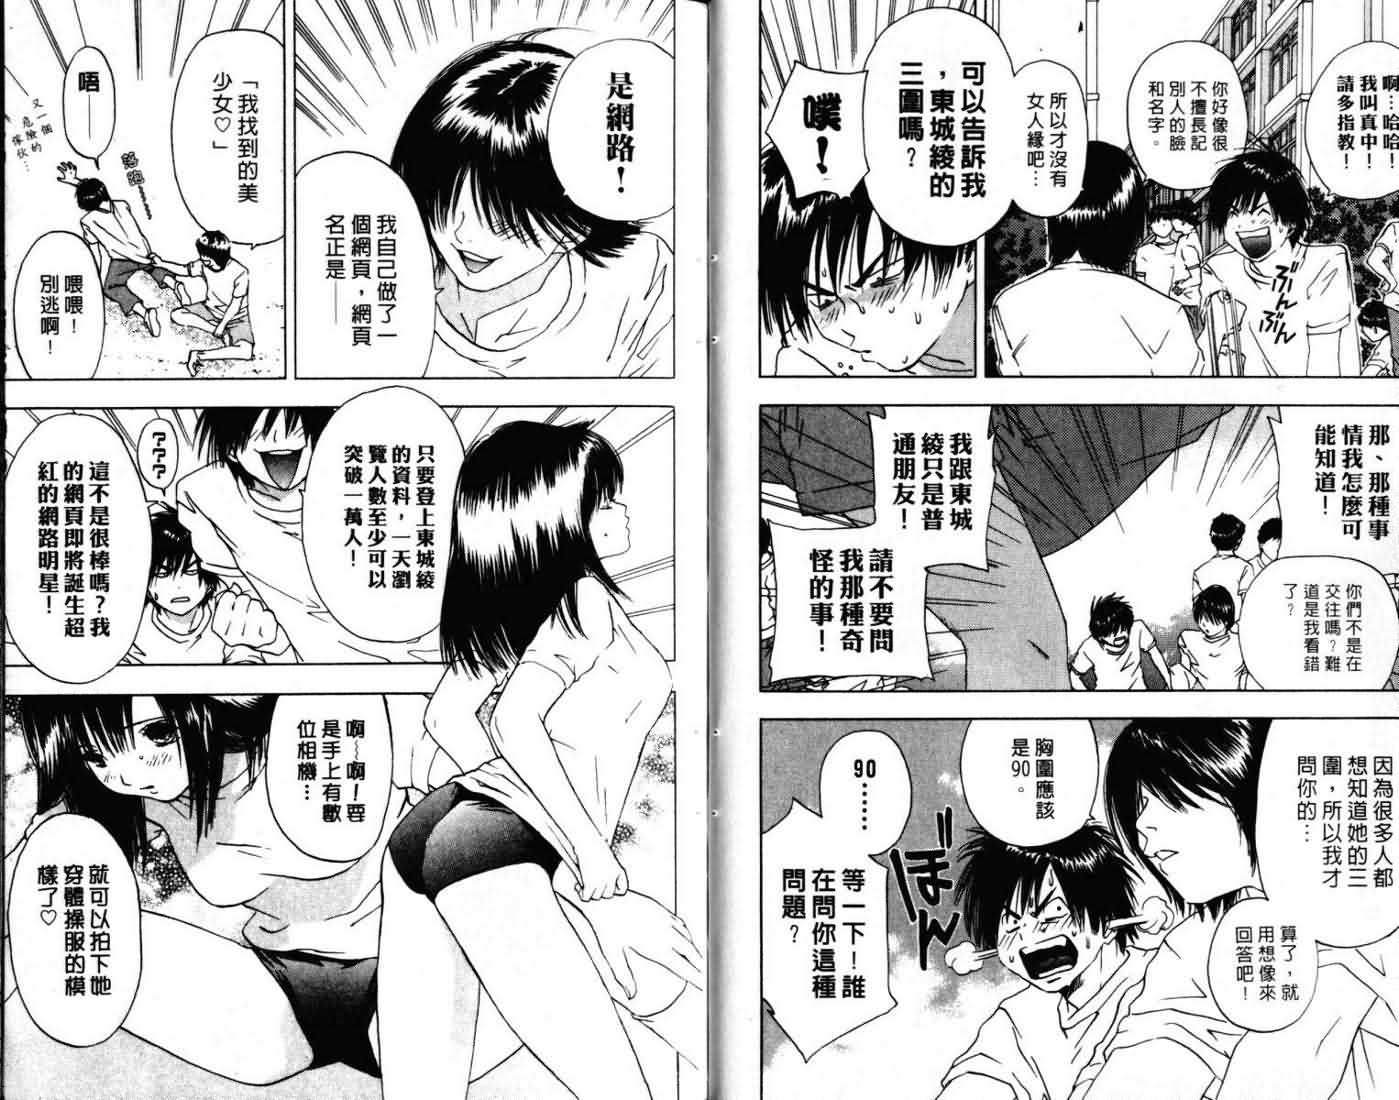 啊…哈哈!
我叫真中!
請多指教!
你好像很
不擅長記
別人的臉
和名字。
ぶんぶん
所以才沒有
女人緣吧…
可以告訴我
，東城綾的
三圍嗎?
噗!
那、那種事
情我怎麼可
能知道!
你們不是在
交往嗎?難
道是我看錯
了?
我跟東城
綾只是普
通朋友!
請不要問
我那種奇
怪的事!
因為很多人都
想知道她的三
圍，所以我才
問你的…
算了，就
用想像來
回答吧!
胸圍應該
是90。
ぼん
90……
等一下!誰
在問你這種
問題?
是網路!
我自己做了一
個網頁，網頁
名正是──
「我找到的美
少女♡」
唔──
又一個
危險的
傢伙…
喂喂!
別逃啊!
只要登上東城綾
的資料，一天瀏
覽人數至少可以
突破一萬人!
???
這不是很棒嗎?我
的網頁即將誕生超
紅的網路明星!
啊~啊!要
是手上有數
位相機…
就可以拍下她
穿體操服的模
樣了♡